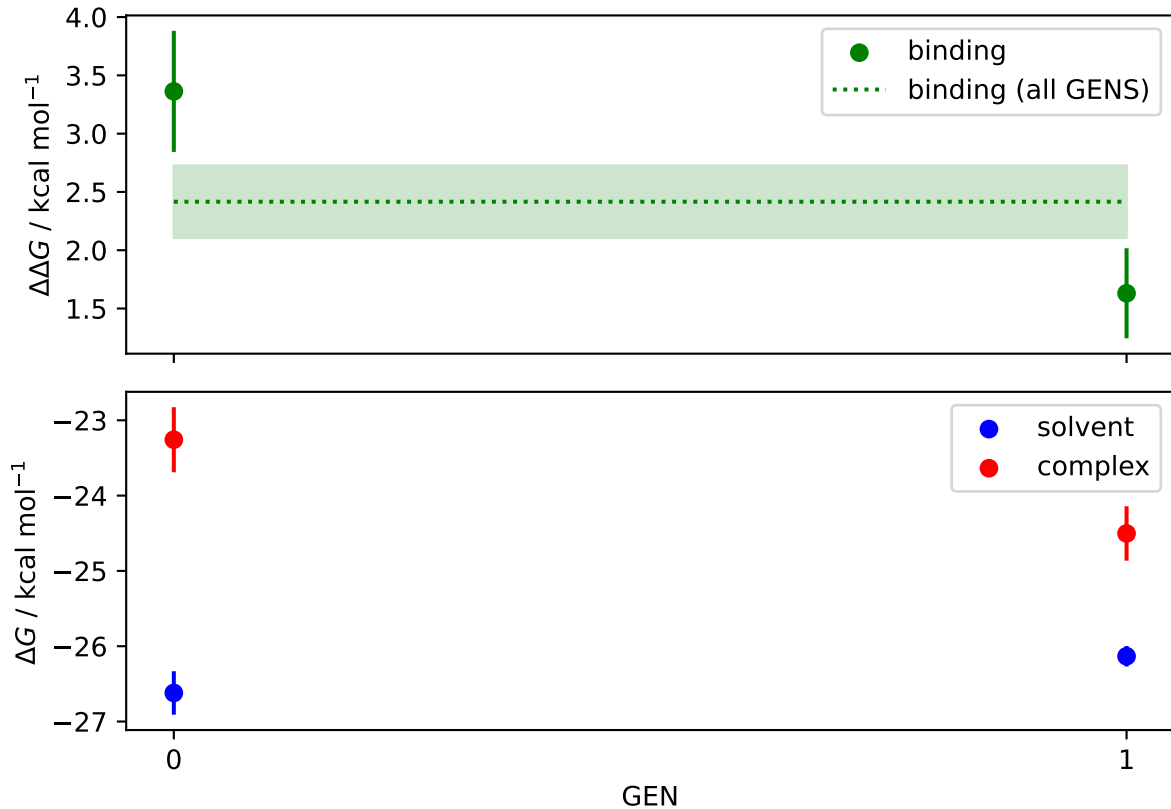 4.0
3.5
3.0
2.5
2.0
1.5
ΔΔG / kcal mol⁻¹
binding
binding (all GENS)
−23
−24
−25
−26
−27
ΔG / kcal mol⁻¹
solvent
complex
0
1
GEN